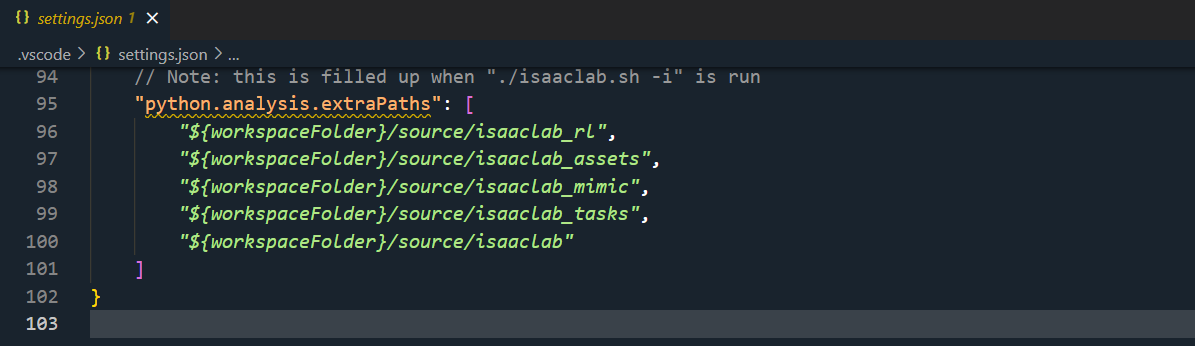 {} settings.json 1 ×
.vscode > {} settings.json > ...
94 // Note: this is filled up when "./isaaclab.sh -i" is run
95 "python.analysis.extraPaths": [
96 "${workspaceFolder}/source/isaaclab_rl",
97 "${workspaceFolder}/source/isaaclab_assets",
98 "${workspaceFolder}/source/isaaclab_mimic",
99 "${workspaceFolder}/source/isaaclab_tasks",
100 "${workspaceFolder}/source/isaaclab"
101 ]
102 }
103